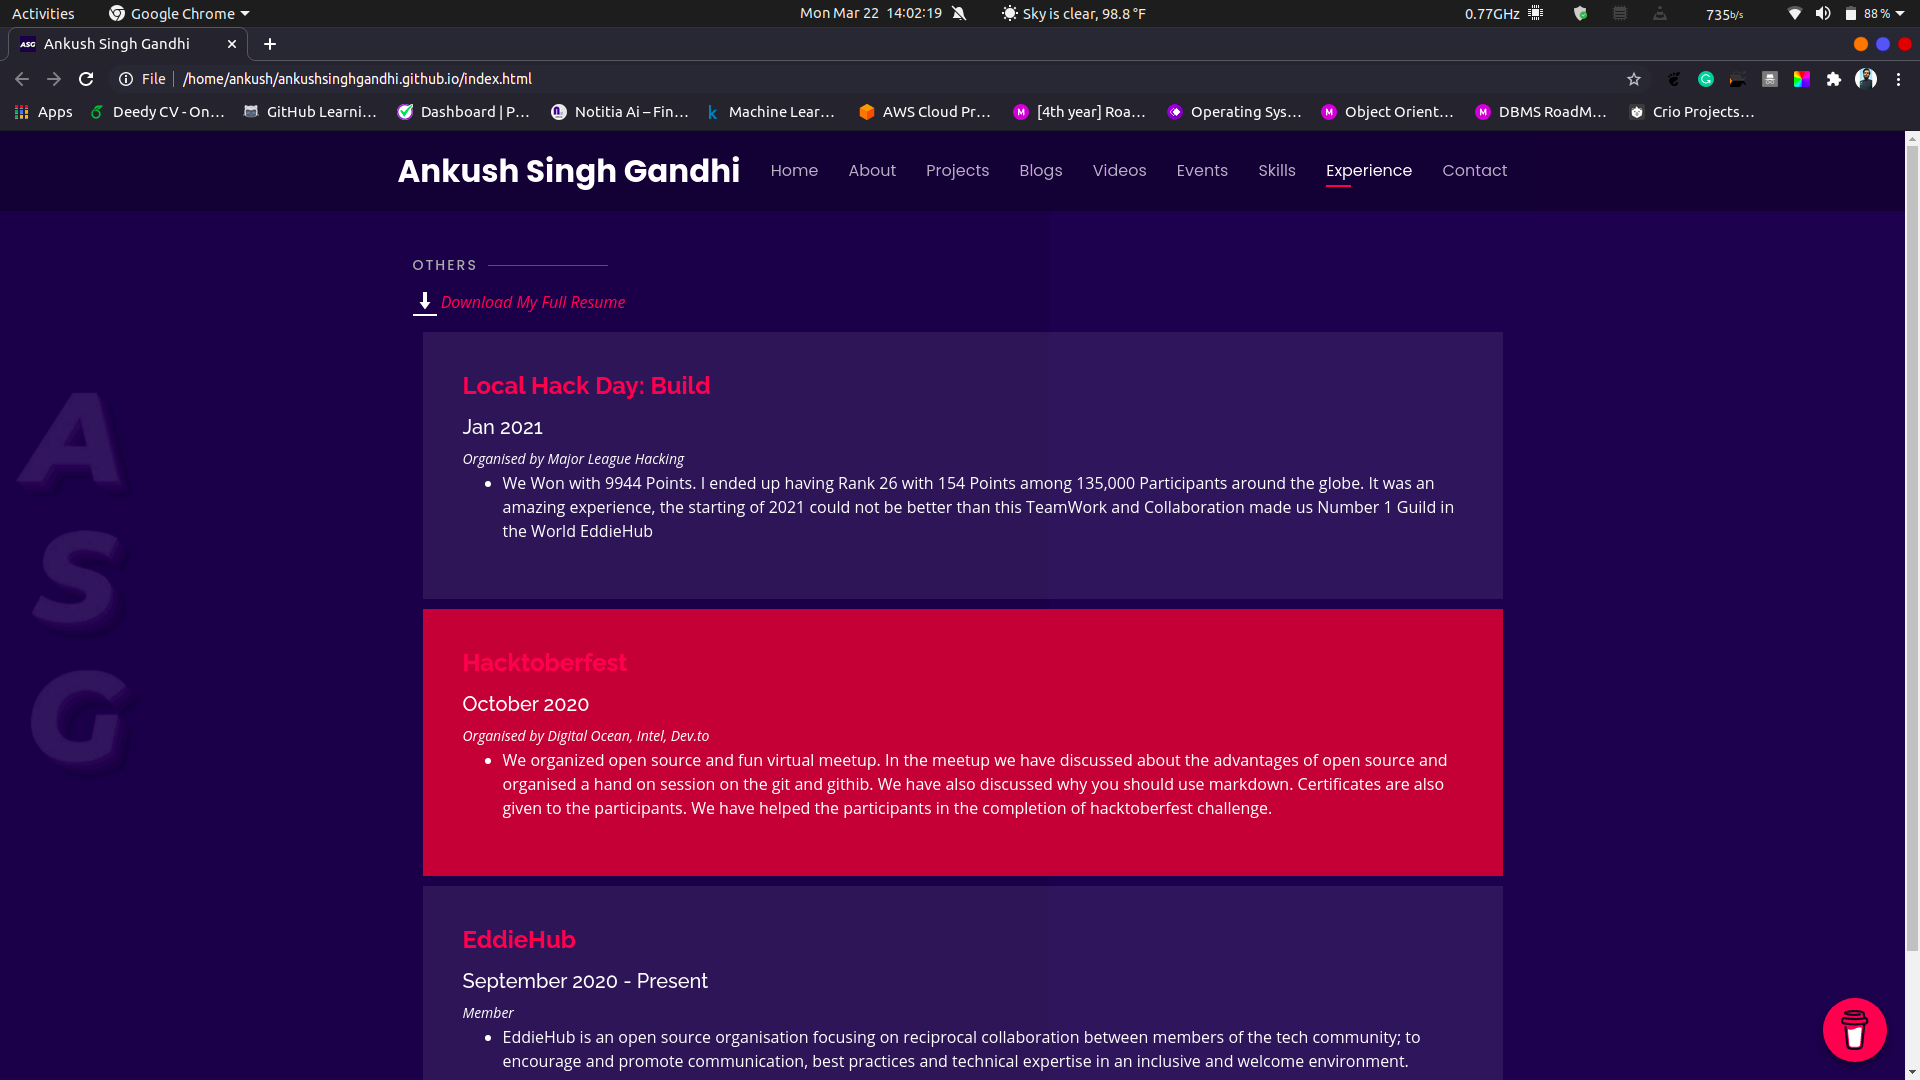 Activities Google Chrome Mon Mar 22 14:02:19 Sky is clear, 98.8 °F 0.77GHz 735b/s 88 %
ASG Ankush Singh Gandhi
File /home/ankush/ankushsinghgandhi.github.io/index.html
Apps Deedy CV - On... GitHub Learni... Dashboard | P... Notitia Ai – Fin... Machine Lear... AWS Cloud Pr... [4th year] Roa... Operating Sys... Object Orient... DBMS RoadM... Crio Projects...
Ankush Singh Gandhi Home About Projects Blogs Videos Events Skills Experience Contact
OTHERS
Download My Full Resume
Local Hack Day: Build
Jan 2021
Organised by Major League Hacking
We Won with 9944 Points. I ended up having Rank 26 with 154 Points among 135,000 Participants around the globe. It was an
amazing experience, the starting of 2021 could not be better than this TeamWork and Collaboration made us Number 1 Guild in
the World EddieHub
A
S
G
Hacktoberfest
October 2020
Organised by Digital Ocean, Intel, Dev.to
We organized open source and fun virtual meetup. In the meetup we have discussed about the advantages of open source and
organised a hand on session on the git and githib. We have also discussed why you should use markdown. Certificates are also
given to the participants. We have helped the participants in the completion of hacktoberfest challenge.
EddieHub
September 2020 - Present
Member
EddieHub is an open source organisation focusing on reciprocal collaboration between members of the tech community; to
encourage and promote communication, best practices and technical expertise in an inclusive and welcome environment.